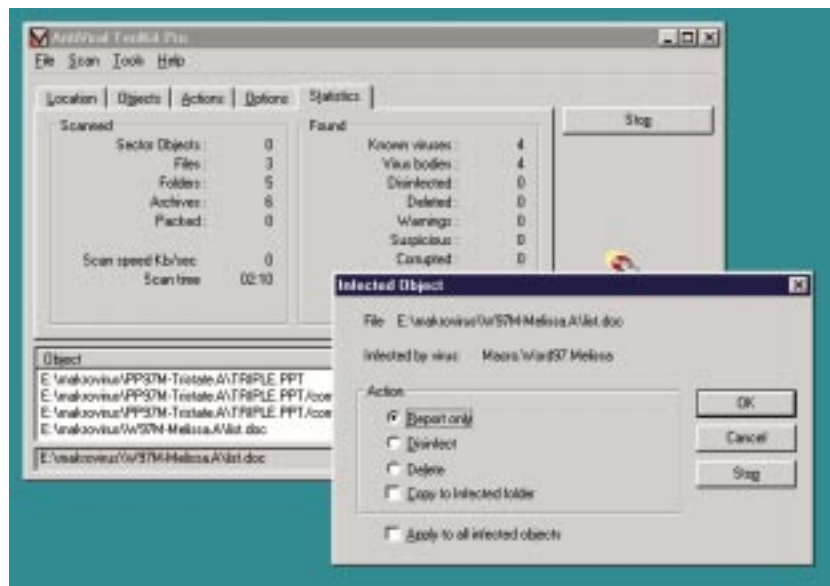 AntiViral Toolkit Pro
File Scan Tools Help
Location Objects Actions Options Statistics
Scanned
Sector Objects : 0
Files : 3
Folders : 5
Archives : 6
Packed : 0
Scan speed Kb/sec 0
Scan time 02:10
Found
Known viruses : 4
Virus bodies : 4
Disinfected 0
Deleted : 0
Warnings : 0
Suspicious : 0
Corrupted 0
Stop
Object
E:\makrovirus\PP97M-Tristate.A\TRIPLE.PPT
E:\makrovirus\PP97M-Tristate.A\TRIPLE.PPT/con
E:\makrovirus\PP97M-Tristate.A\TRIPLE.PPT/con
E:\makrovirus\W97M-Melissa.A\list.doc
E:\makrovirus\W97M-Melissa.A\list.doc
Infected Object
File E:\makrovirus\W97M-Melissa.A\list.doc
Infected by virus: Macro.Word97.Melissa
Action
Report only
Disinfect
Delete
Copy to Infected folder
Apply to all infected objects
OK
Cancel
Stop